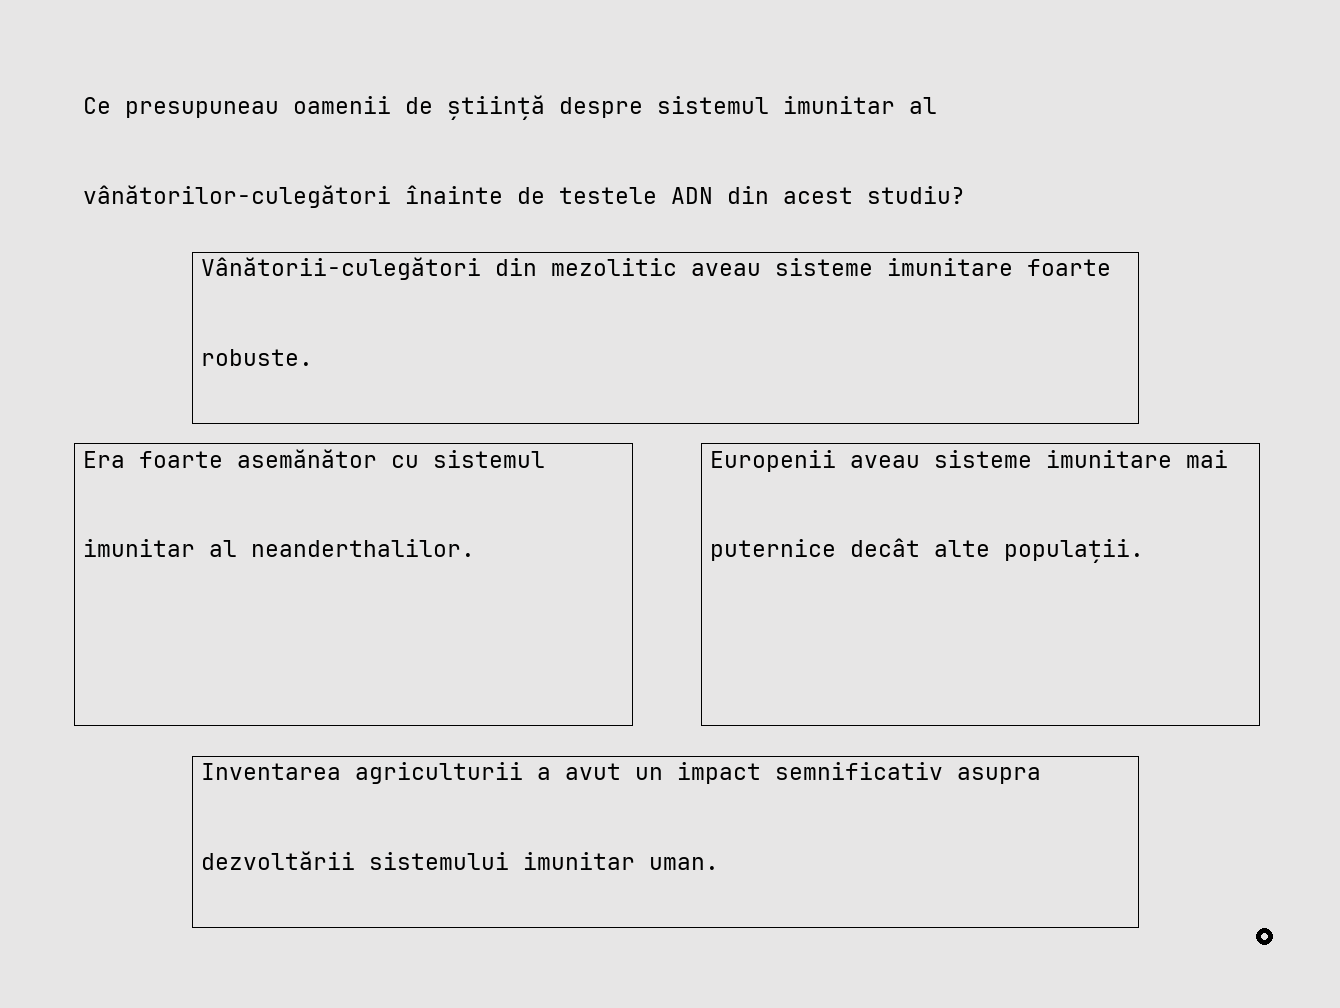 Ce presupuneau oamenii de știință despre sistemul imunitar al
vânătorilor-culegători înainte de testele ADN din acest studiu?
Vânătorii-culegători din mezolitic aveau sisteme imunitare foarte
robuste.
Era foarte asemănător cu sistemul
imunitar al neanderthalilor.
Europenii aveau sisteme imunitare mai
puternice decât alte populații.
Inventarea agriculturii a avut un impact semnificativ asupra
dezvoltării sistemului imunitar uman.